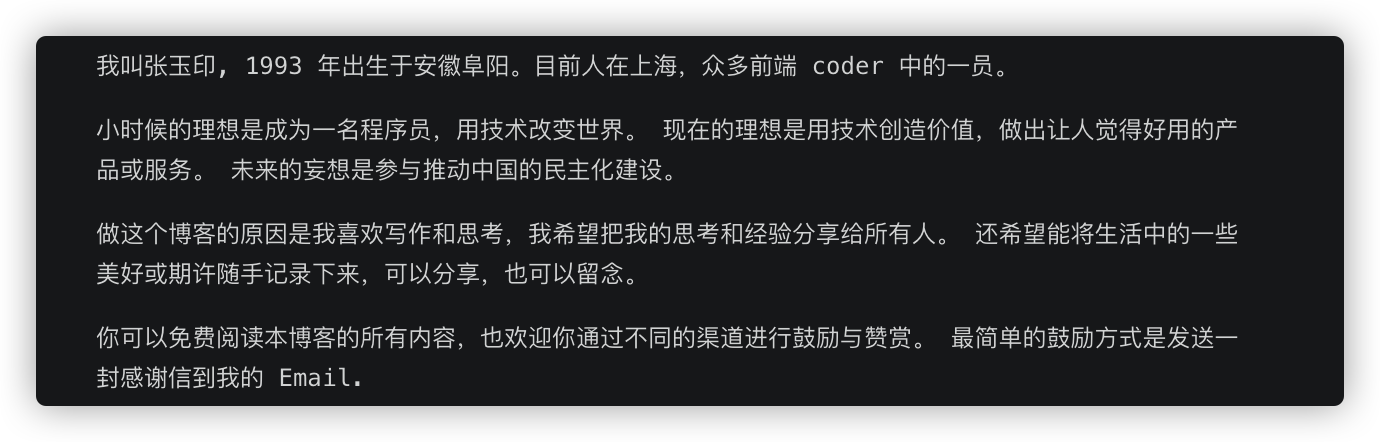 我叫张玉印, 1993 年出生于安徽阜阳。目前人在上海，众多前端 coder 中的一员。
小时候的理想是成为一名程序员，用技术改变世界。 现在的理想是用技术创造价值，做出让人觉得好用的产
品或服务。 未来的妄想是参与推动中国的民主化建设。
做这个博客的原因是我喜欢写作和思考，我希望把我的思考和经验分享给所有人。 还希望能将生活中的一些
美好或期许随手记录下来，可以分享，也可以留念。
你可以免费阅读本博客的所有内容，也欢迎你通过不同的渠道进行鼓励与赞赏。 最简单的鼓励方式是发送一
封感谢信到我的 Email.